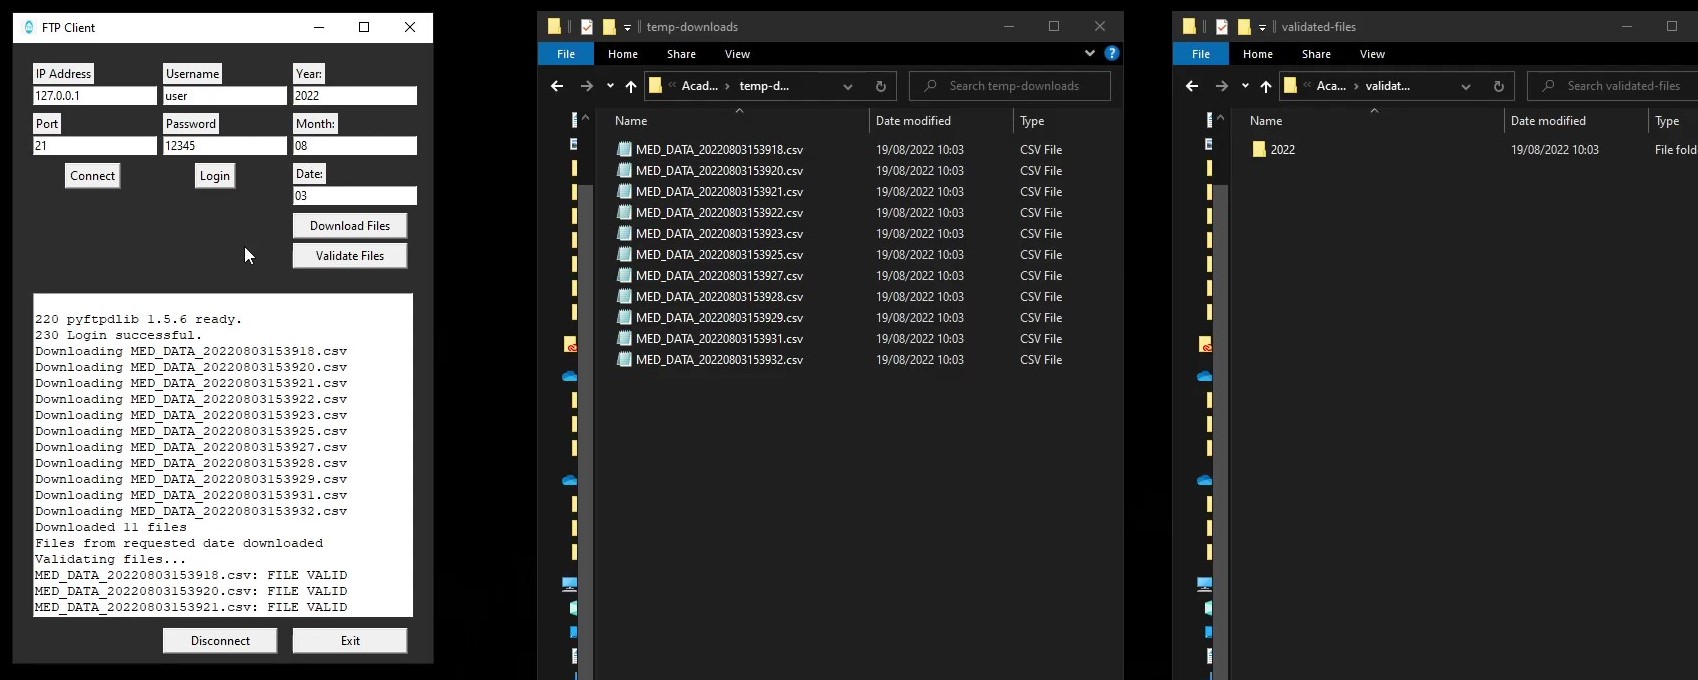 FTP Client
IP Address
Username
Year:
127.0.0.1
user
2022
Port
Password
Month:
21
12345
08
Connect
Login
Date:
03
Download Files
Validate Files
220 pyftpdlib 1.5.6 ready.
230 Login successful.
Downloading MED_DATA_20220803153918.csv
Downloading MED_DATA_20220803153920.csv
Downloading MED_DATA_20220803153921.csv
Downloading MED_DATA_20220803153922.csv
Downloading MED_DATA_20220803153923.csv
Downloading MED_DATA_20220803153925.csv
Downloading MED_DATA_20220803153927.csv
Downloading MED_DATA_20220803153928.csv
Downloading MED_DATA_20220803153929.csv
Downloading MED_DATA_20220803153931.csv
Downloading MED_DATA_20220803153932.csv
Downloaded 11 files
Files from requested date downloaded
Validating files...
MED_DATA_20220803153918.csv: FILE VALID
MED_DATA_20220803153920.csv: FILE VALID
MED_DATA_20220803153921.csv: FILE VALID
Disconnect
Exit
temp-downloads
File Home Share View
Acad... temp-d...
Search temp-downloads
Name Date modified Type
MED_DATA_20220803153918.csv 19/08/2022 10:03 CSV File
MED_DATA_20220803153920.csv 19/08/2022 10:03 CSV File
MED_DATA_20220803153921.csv 19/08/2022 10:03 CSV File
MED_DATA_20220803153922.csv 19/08/2022 10:03 CSV File
MED_DATA_20220803153923.csv 19/08/2022 10:03 CSV File
MED_DATA_20220803153925.csv 19/08/2022 10:03 CSV File
MED_DATA_20220803153927.csv 19/08/2022 10:03 CSV File
MED_DATA_20220803153928.csv 19/08/2022 10:03 CSV File
MED_DATA_20220803153929.csv 19/08/2022 10:03 CSV File
MED_DATA_20220803153931.csv 19/08/2022 10:03 CSV File
MED_DATA_20220803153932.csv 19/08/2022 10:03 CSV File
validated-files
File Home Share View
Aca... validat...
Search validated-files
Name Date modified Type
2022 19/08/2022 10:03 File fold